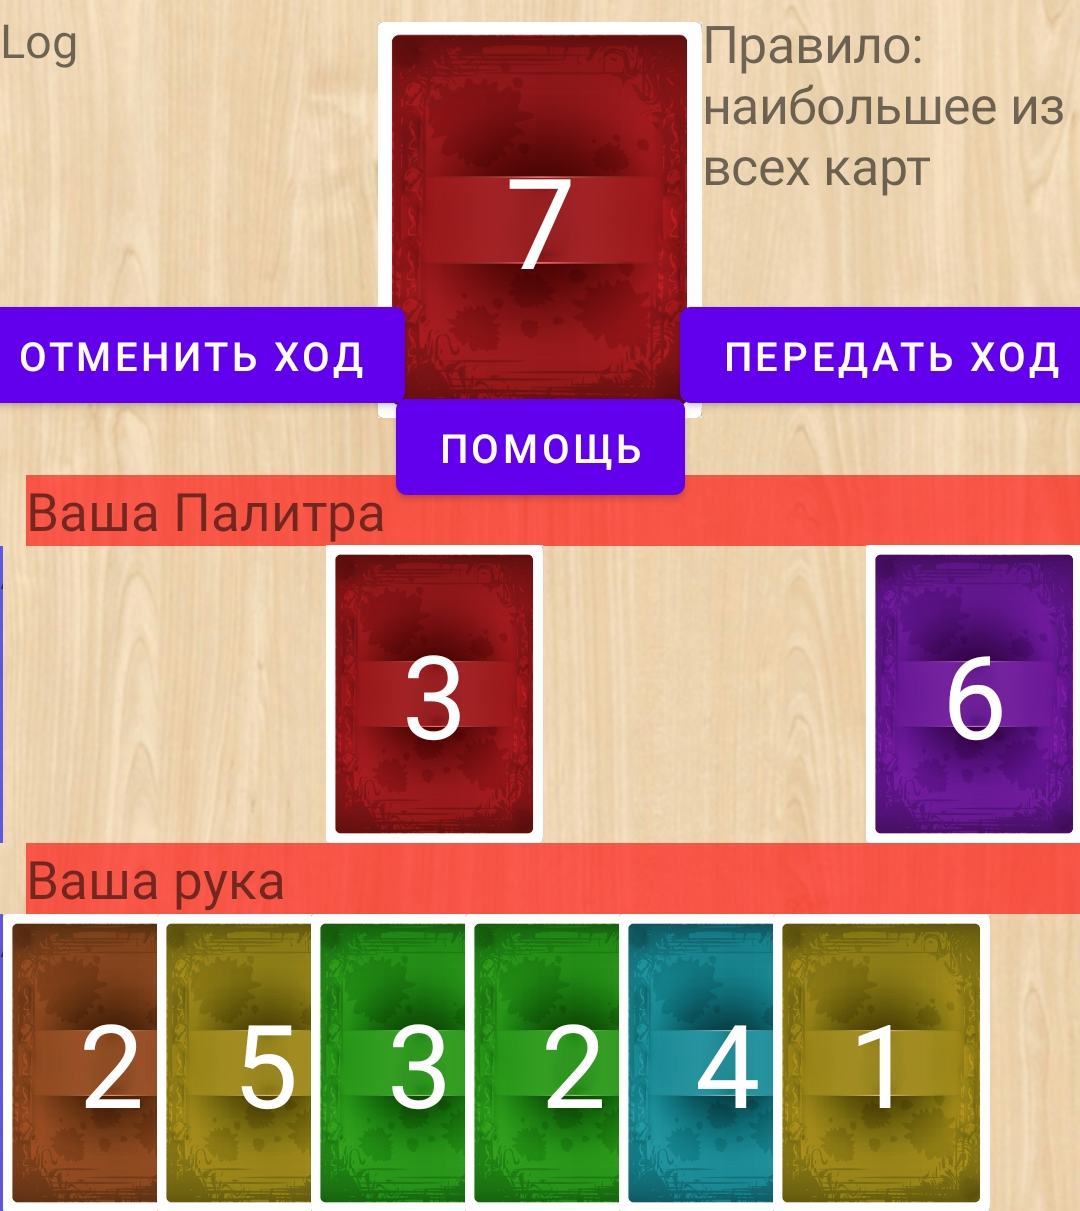 Log
7
Правило:
наибольшее из
всех карт
ОТМЕНИТЬ ХОД
ПЕРЕДАТЬ ХОД
ПОМОЩЬ
Ваша Палитра
3 6
Ваша рука
2 5 3 2 4 1